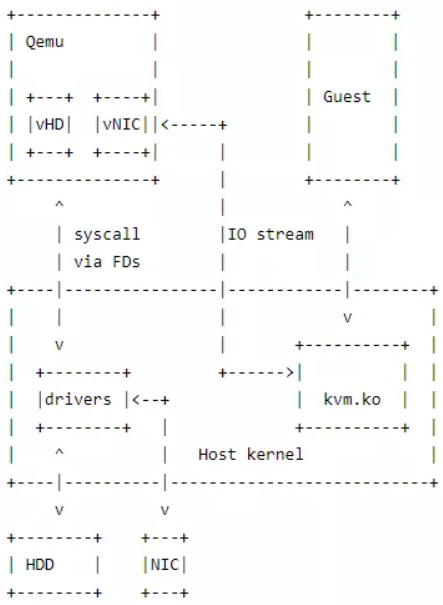 Qemu
Guest
vHD vNIC
syscall IO stream
via FDs
drivers kvm.ko
Host kernel
HDD NIC